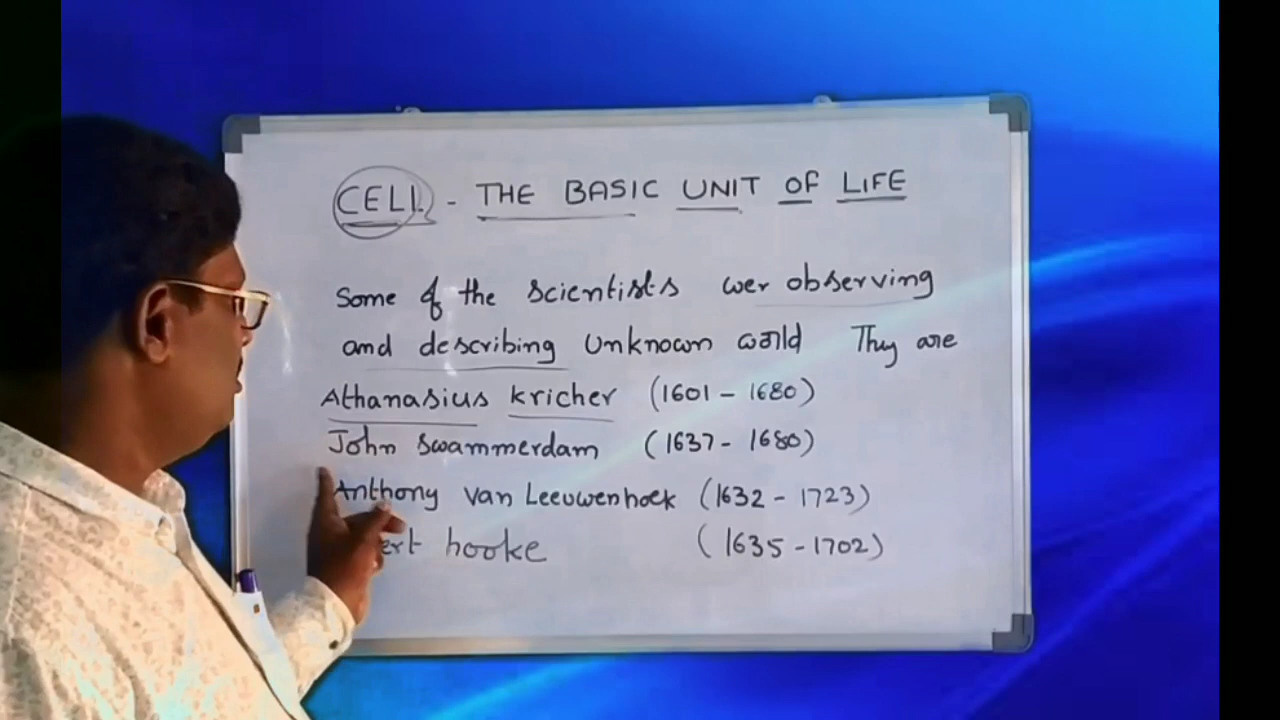 CELL - THE BASIC UNIT OF LIFE
Some of the scientists wer observing
and describing Unknown world They are
Athanasius kricher (1601 - 1680)
John swammerdam (1637 - 1680)
Anthony van Leeuwenhoek (1632 - 1723)
ert hooke (1635 - 1702)